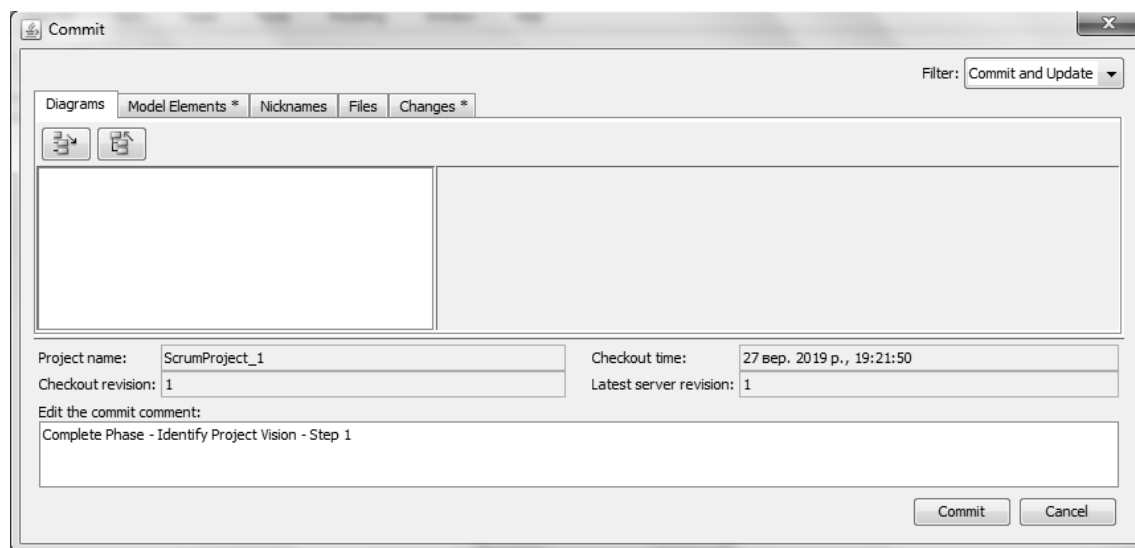 Commit
Filter: Commit and Update
Diagrams Model Elements * Nicknames Files Changes *
Project name: ScrumProject_1 Checkout time: 27 вер. 2019 р., 19:21:50
Checkout revision: 1 Latest server revision: 1
Edit the commit comment:
Complete Phase - Identify Project Vision - Step 1
Commit Cancel